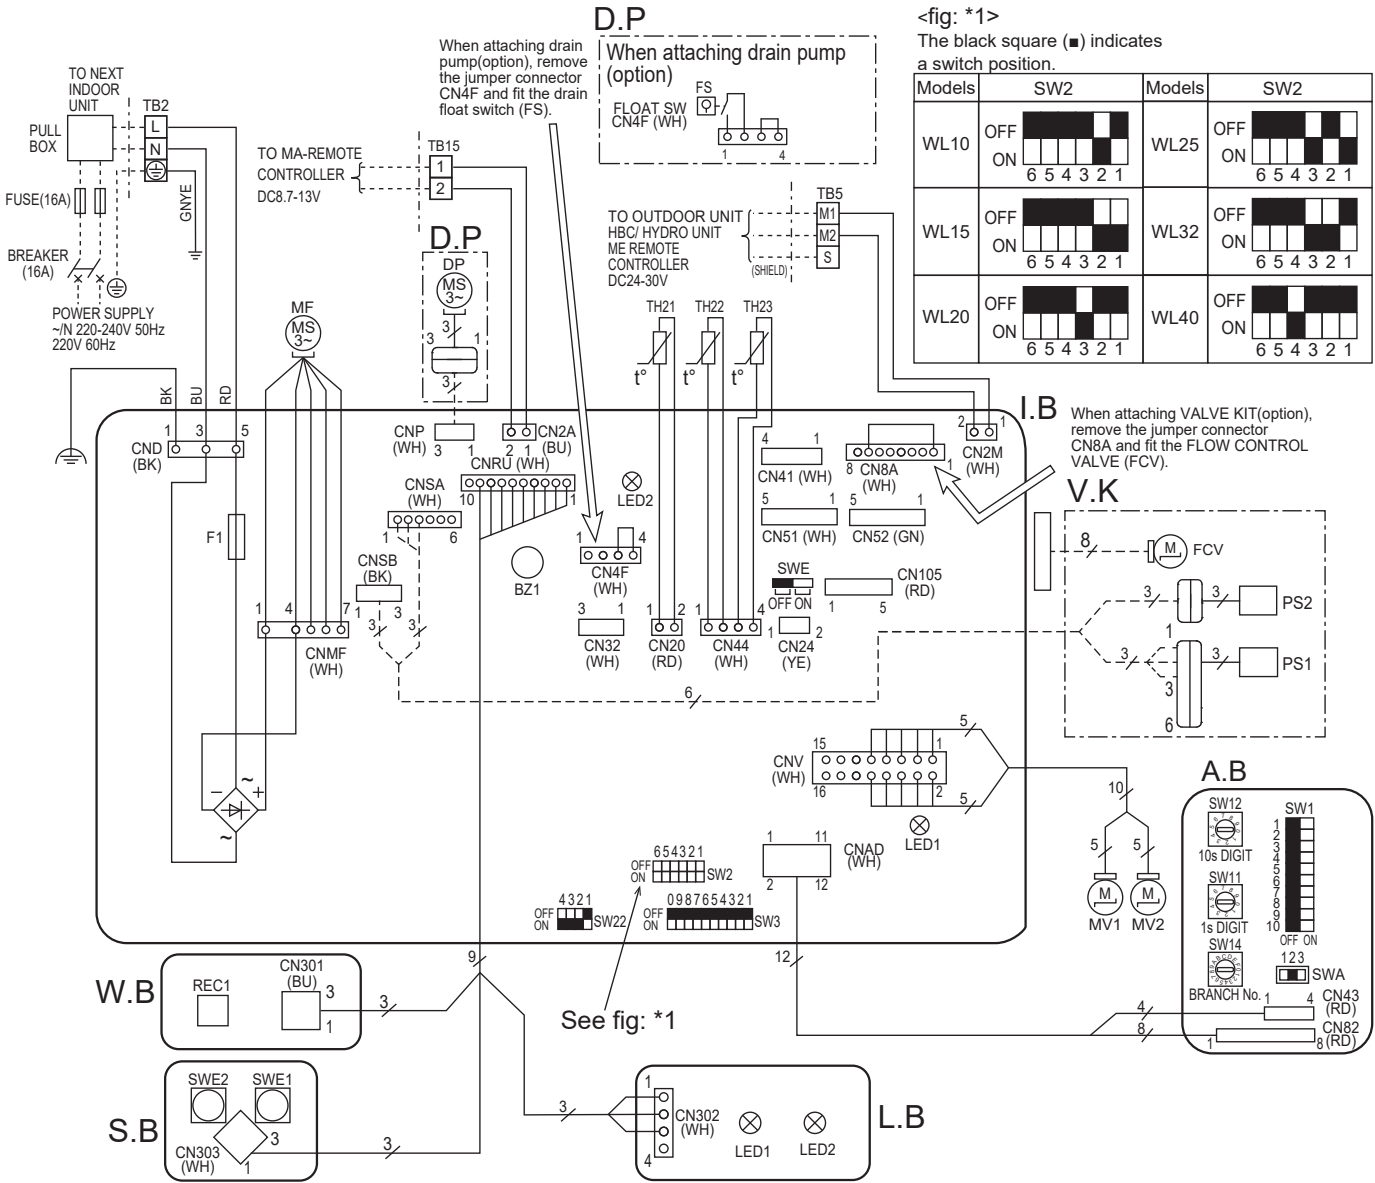 D.P
When attaching drain
pump(option), remove
the jumper connector
CN4F and fit the drain
float switch (FS).
When attaching drain pump
(option)
FS
FLOAT SW
CN4F (WH)
1 4
<fig: *1>
The black square (■) indicates
a switch position.
Models SW2 Models SW2
WL10 OFF ON 6 5 4 3 2 1
WL25 OFF ON 6 5 4 3 2 1
WL15 OFF ON 6 5 4 3 2 1
WL32 OFF ON 6 5 4 3 2 1
WL20 OFF ON 6 5 4 3 2 1
WL40 OFF ON 6 5 4 3 2 1
TO NEXT
INDOOR
UNIT
TB2
PULL
BOX
L
N
FUSE(16A)
GNYE
BREAKER
(16A)
POWER SUPPLY
~/N 220-240V 50Hz
220V 60Hz
TO MA-REMOTE
CONTROLLER
DC8.7-13V
TB15
1
2
D.P
DP
MS
3~
3
3 1
3
MF
MS
3~
TO OUTDOOR UNIT
HBC/ HYDRO UNIT
ME REMOTE
CONTROLLER
DC24-30V
TB5
M1
M2
S
(SHIELD)
TH21 TH22 TH23
t° t° t°
BK BU RD
1 3 5
CND
(BK)
F1
CNP
(WH)
3 1
2 1
CN2A
(BU)
CNRU (WH)
10 1
CNSA
(WH)
1 6
CNSB
(BK)
1 3
3 3
LED2
BZ1
1 4
CN4F
(WH)
3 1
CN32
(WH)
1 2
CN20
(RD)
1 4
CN44
(WH)
4 1
CN41 (WH)
5 1
CN51 (WH)
5 1
CN52 (GN)
8 1
CN8A
(WH)
2 1
CN2M
(WH)
SWE
OFF ON
CN105
(RD)
1 5
1 2
CN24
(YE)
I.B
When attaching VALVE KIT(option),
remove the jumper connector
CN8A and fit the FLOW CONTROL
VALVE (FCV).
V.K
8
M
FCV
3 3
PS2
1
3 3
PS1
3
6
1 4 7
CNMF
(WH)
6
~
− +
~
15 1
CNV
(WH)
16 2
5
5
LED1
10
5 5
M M
MV1 MV2
1 11
CNAD
(WH)
2 12
654321
OFF
ON
SW2
4321
OFF
ON
SW22
0987654321
OFF
ON
SW3
A.B
SW12
10s DIGIT
SW11
1s DIGIT
SW14
BRANCH No.
SW1
1
2
3
4
5
6
7
8
9
10
OFF ON
123
SWA
1 4
CN43
(RD)
CN82
(RD)
1 8
9
12
4
8
W.B
REC1
CN301
(BU)
3
1
3
See fig: *1
S.B
SWE2 SWE1
CN303
(WH)
3
1
3
3
1
4
CN302
(WH)
LED1 LED2
L.B